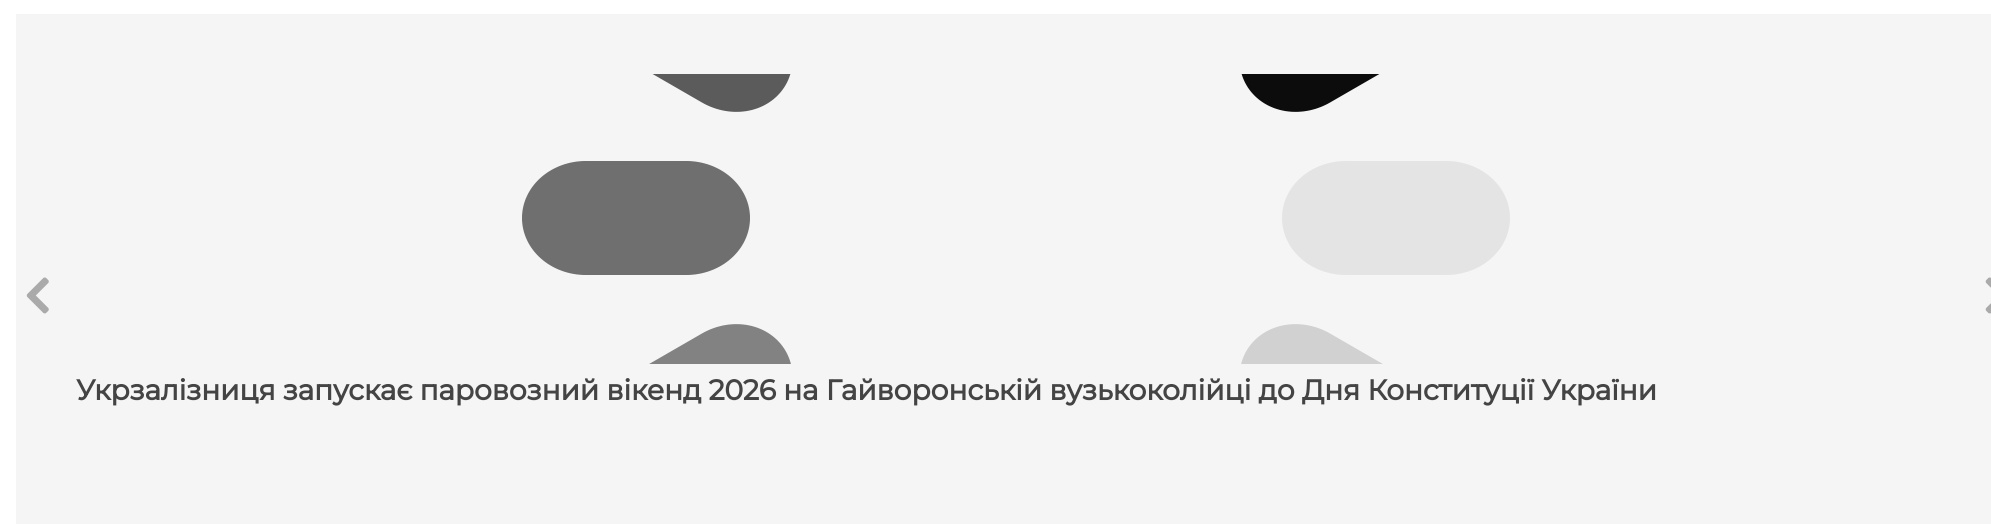 Укрзалізниця запускає паровозний вікенд 2026 на Гайворонській вузькоколійці до Дня Конституції України